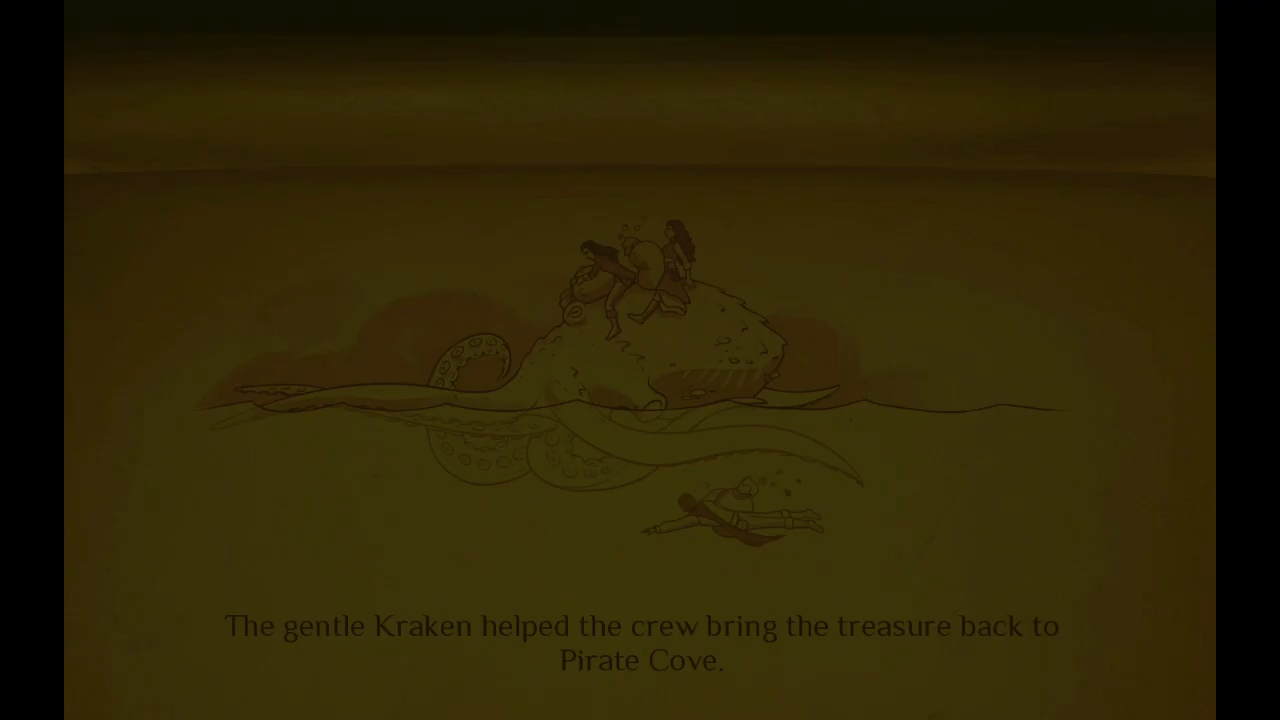 The gentle Kraken helped the crew bring the treasure back to
Pirate Cove.